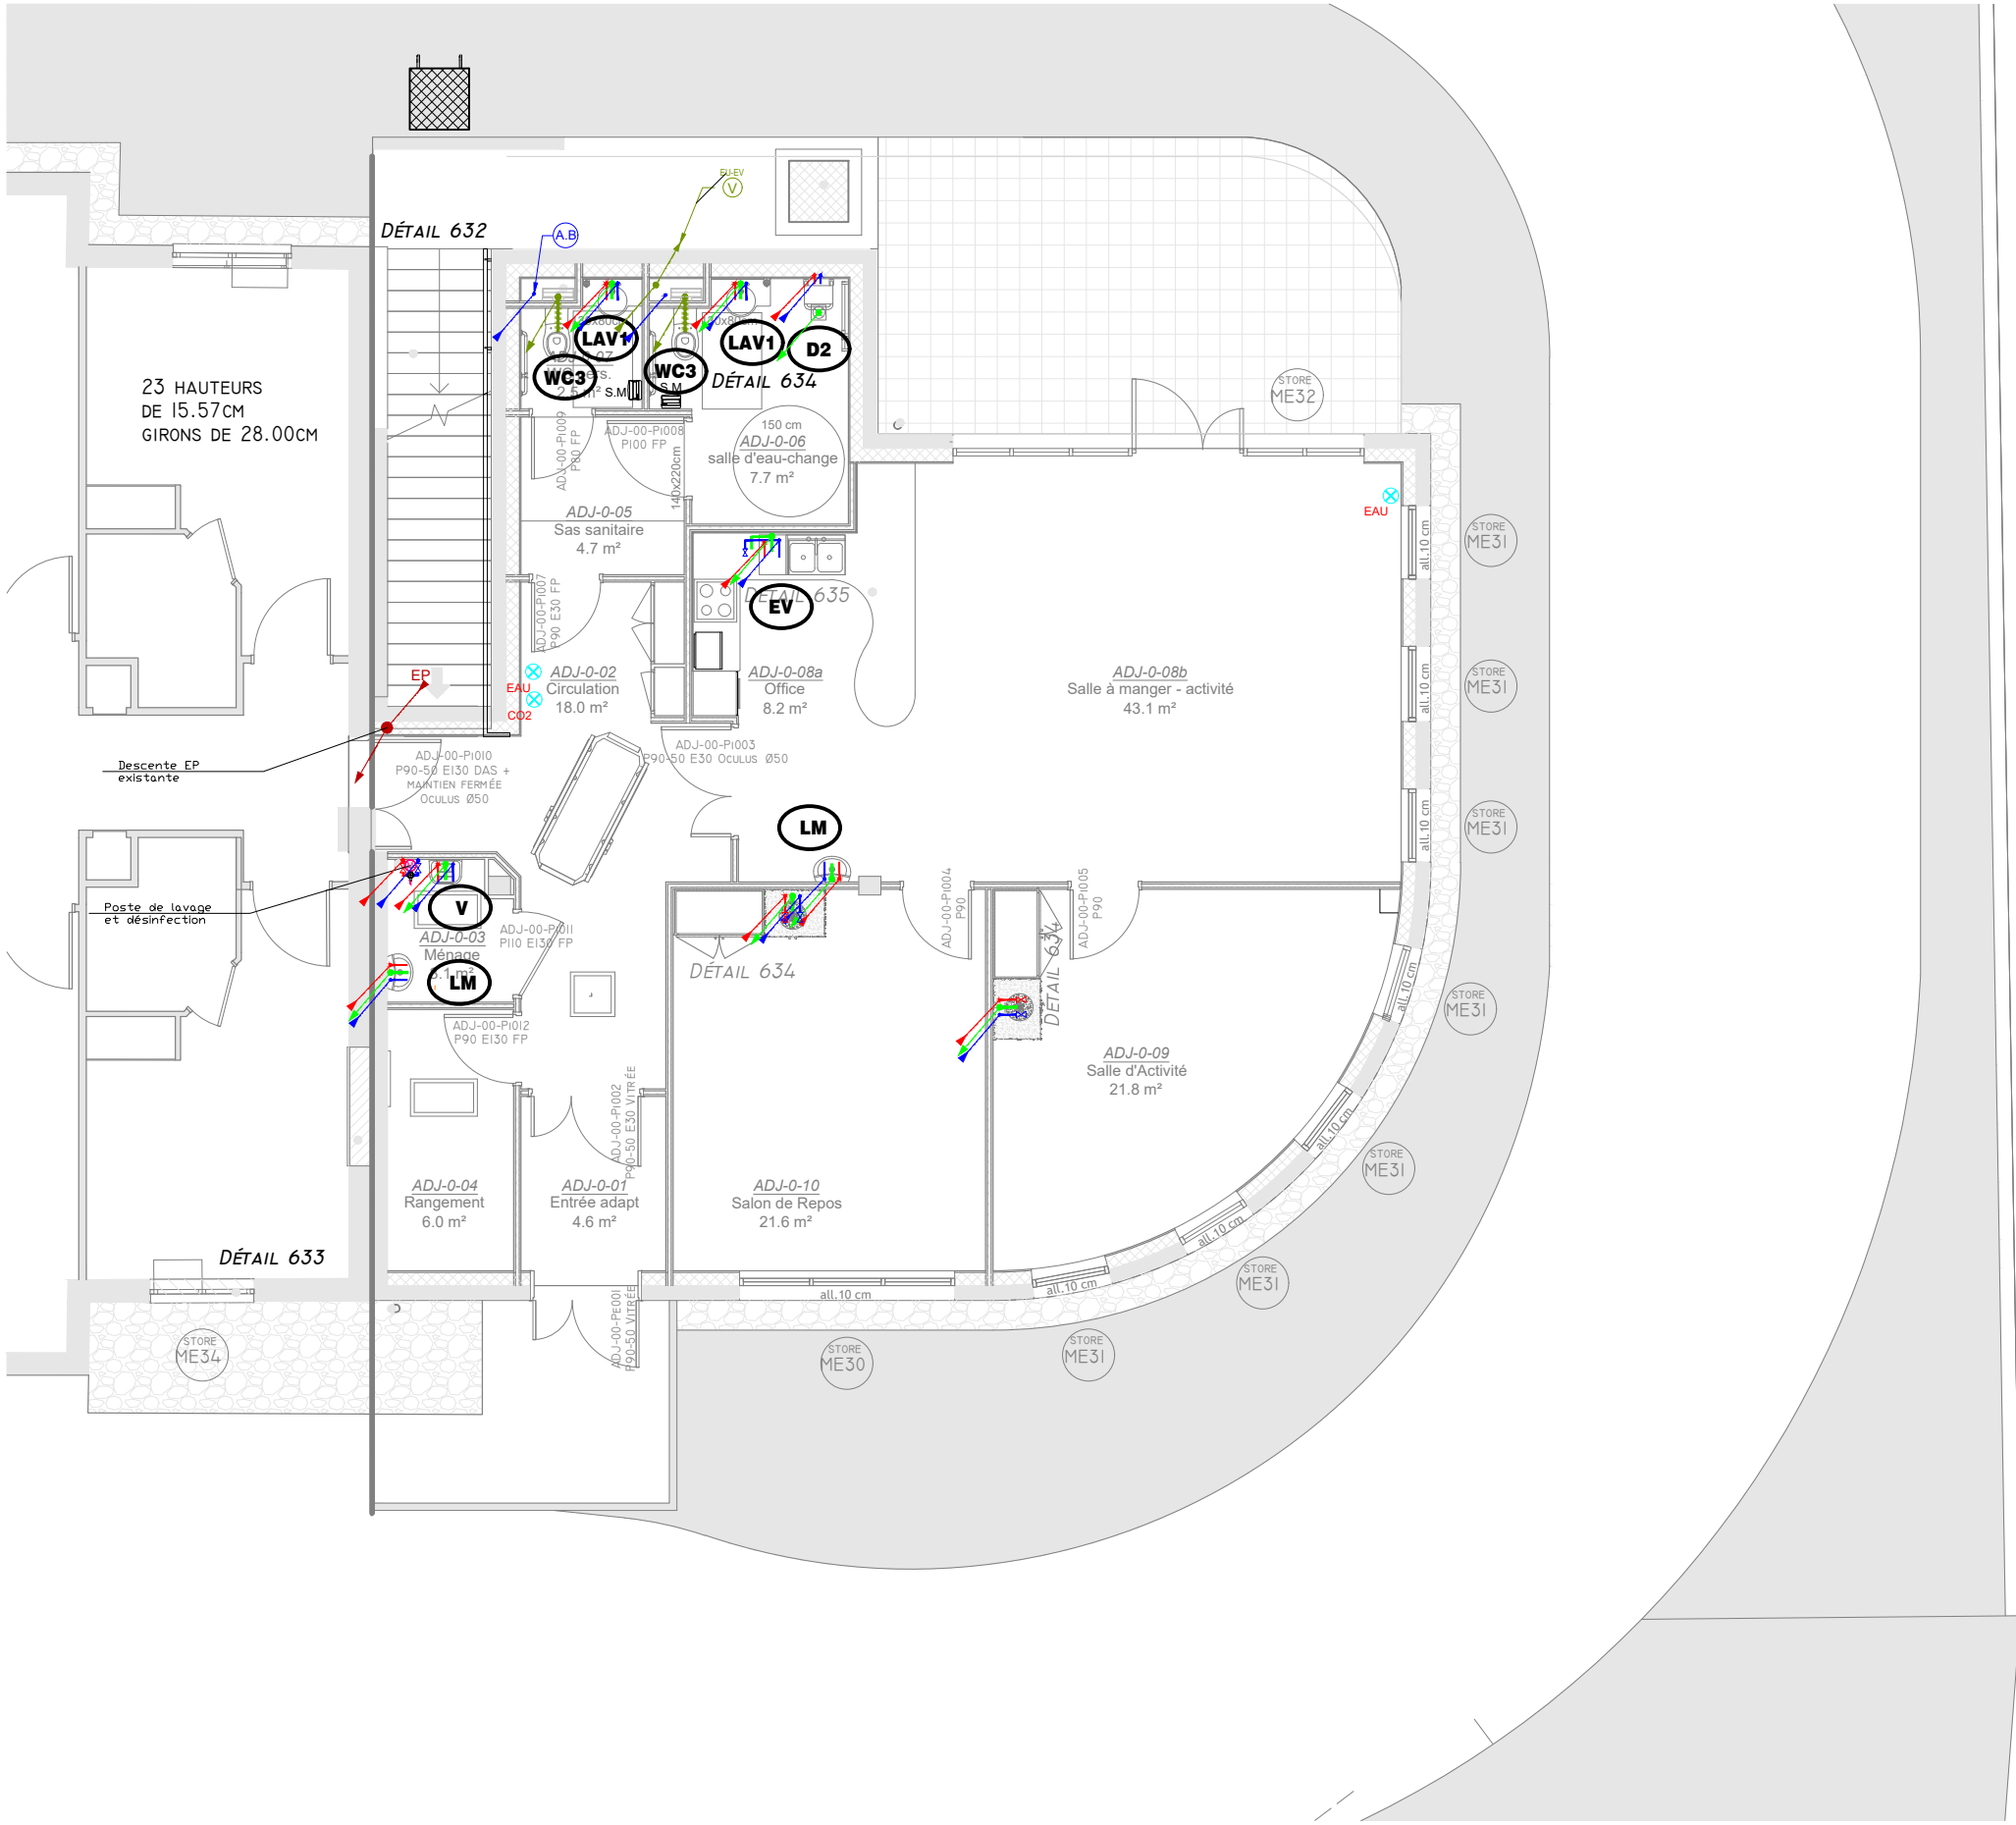 EU-EV
V
DÉTAIL 632
A.B
23 HAUTEURS
DE 15.57CM
GIRONS DE 28.00CM
LAV1
LAV1
D2
WC3
WC3
S.M
S.M
DÉTAIL 634
STORE
ME32
ADJ-00-PI009
P80 FP
ADJ-00-PI008
P100 FP
140x220cm
150 cm
ADJ-0-06
salle d'eau-change
7.7 m²
ADJ-0-05
Sas sanitaire
4.7 m²
EAU
STORE
ME31
all.10 cm
ADJ-00-PI007
P90 E30 FP
DÉTAIL 635
EV
EP
EAU
CO2
ADJ-0-02
Circulation
18.0 m²
ADJ-0-08a
Office
8.2 m²
ADJ-0-08b
Salle à manger - activité
43.1 m²
STORE
ME31
all.10 cm
ADJ-00-PI003
P90-50 E30 OCULUS Ø50
Descente EP
existante
ADJ-00-PI010
P90-50 EI30 DAS +
MAINTIEN FERMÉE
OCULUS Ø50
LM
STORE
ME31
all.10 cm
Poste de lavage
et désinfection
V
ADJ-0-03
Ménage
LM
ADJ-00-PI011
P110 EI30 FP
ADJ-00-PI004
P90
ADJ-00-PI005
P90
DÉTAIL 634
DÉTAIL 634
all.10 cm
STORE
ME31
ADJ-00-PI012
P90 EI30 FP
ADJ-0-09
Salle d'Activité
21.8 m²
ADJ-00-PI002
P90-50 E30 VITRÉE
all.10 cm
STORE
ME31
ADJ-0-04
Rangement
6.0 m²
ADJ-0-01
Entrée adapt
4.6 m²
ADJ-0-10
Salon de Repos
21.6 m²
all.10 cm
STORE
ME31
DÉTAIL 633
all.10 cm
all.10 cm
ADJ-00-PE001
P90-50 VITRÉE
STORE
ME34
STORE
ME30
STORE
ME31